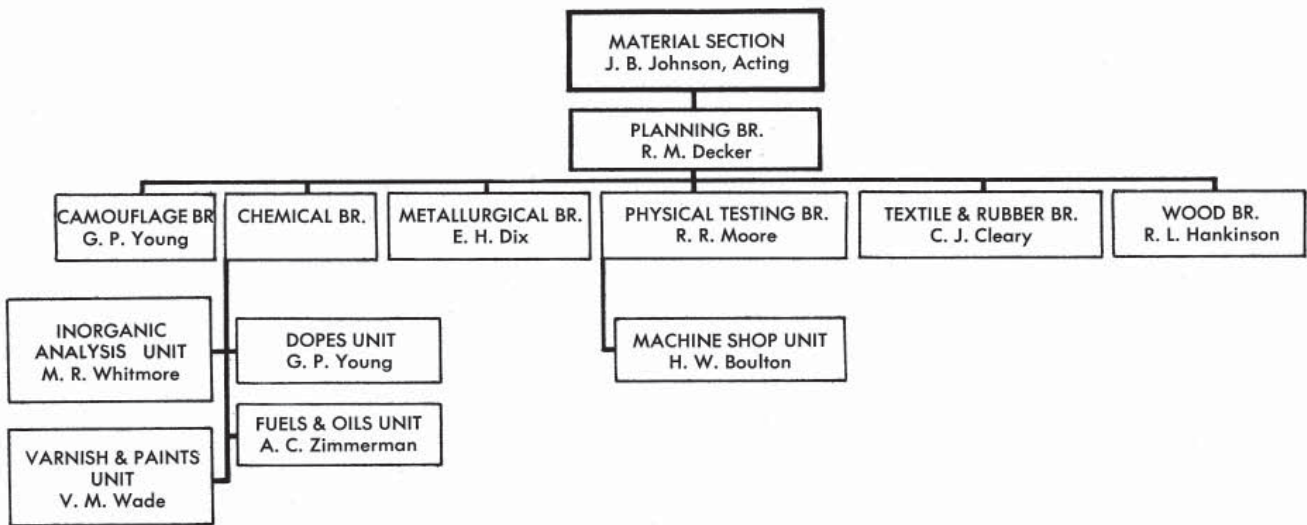 MATERIAL SECTION
J. B. Johnson, Acting
PLANNING BR.
R. M. Decker
CAMOUFLAGE BR
G. P. Young
CHEMICAL BR.
METALLURGICAL BR.
E. H. Dix
PHYSICAL TESTING BR.
R. R. Moore
TEXTILE & RUBBER BR.
C. J. Cleary
WOOD BR.
R. L. Hankinson
INORGANIC
ANALYSIS UNIT
M. R. Whitmore
DOPES UNIT
G. P. Young
MACHINE SHOP UNIT
H. W. Boulton
VARNISH & PAINTS
UNIT
V. M. Wade
FUELS & OILS UNIT
A. C. Zimmerman